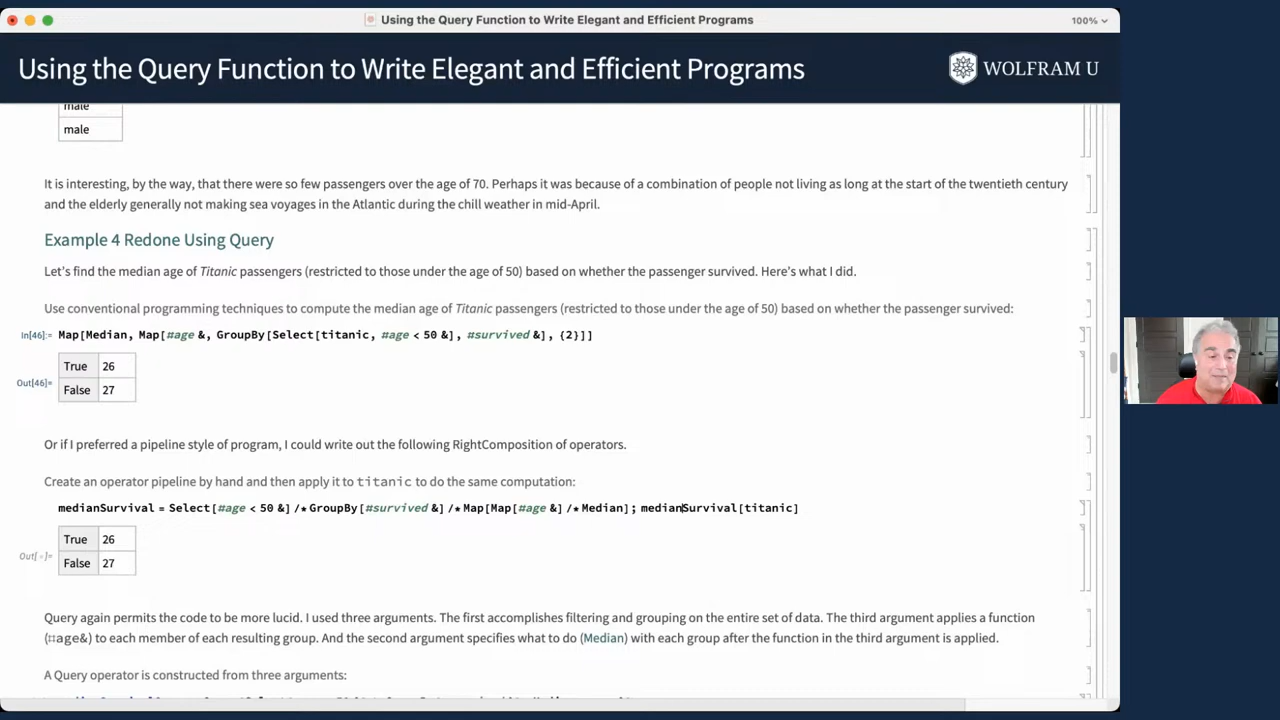 Using the Query Function to Write Elegant and Efficient Programs
100%
Using the Query Function to Write Elegant and Efficient Programs
WOLFRAM U
male
male
It is interesting, by the way, that there were so few passengers over the age of 70. Perhaps it was because of a combination of people not living as long at the start of the twentieth century
and the elderly generally not making sea voyages in the Atlantic during the chill weather in mid-April.
Example 4 Redone Using Query
Let's find the median age of Titanic passengers (restricted to those under the age of 50) based on whether the passenger survived. Here's what I did.
Use conventional programming techniques to compute the median age of Titanic passengers (restricted to those under the age of 50) based on whether the passenger survived:
In[46]:= Map[Median, Map[#age &, GroupBy[Select[titanic, #age < 50 &], #survived &], {2}]]
True 26
Out[46]=
False 27
Or if I preferred a pipeline style of program, I could write out the following RightComposition of operators.
Create an operator pipeline by hand and then apply it to titanic to do the same computation:
medianSurvival = Select[#age < 50 &] /* GroupBy[#survived &] /* Map[Map[#age &] /* Median]; medianSurvival[titanic]
True 26
Out[•]=
False 27
Query again permits the code to be more lucid. I used three arguments. The first accomplishes filtering and grouping on the entire set of data. The third argument applies a function
(#age&) to each member of each resulting group. And the second argument specifies what to do (Median) with each group after the function in the third argument is applied.
A Query operator is constructed from three arguments: